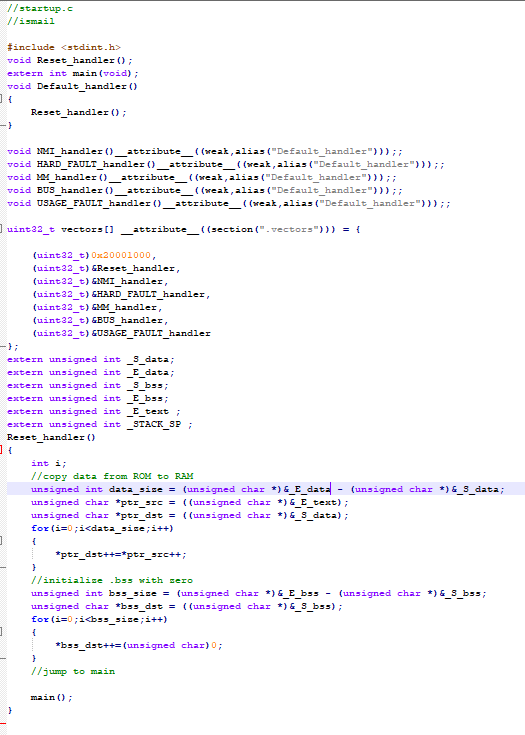 //startup.c
//ismail
#include <stdint.h>
void Reset_handler();
extern int main(void);
void Default_handler()
{
Reset_handler();
}
void NMI_handler()__attribute__((weak,alias("Default_handler")));;
void HARD_FAULT_handler()__attribute__((weak,alias("Default_handler")));;
void MM_handler()__attribute__((weak,alias("Default_handler")));;
void BUS_handler()__attribute__((weak,alias("Default_handler")));;
void USAGE_FAULT_handler()__attribute__((weak,alias("Default_handler")));;
uint32_t vectors[] __attribute__((section(".vectors"))) = {
(uint32_t)0x20001000,
(uint32_t)&Reset_handler,
(uint32_t)&NMI_handler,
(uint32_t)&HARD_FAULT_handler,
(uint32_t)&MM_handler,
(uint32_t)&BUS_handler,
(uint32_t)&USAGE_FAULT_handler
};
extern unsigned int _S_data;
extern unsigned int _E_data;
extern unsigned int _S_bss;
extern unsigned int _E_bss;
extern unsigned int _E_text ;
extern unsigned int _STACK_SP ;
Reset_handler()
{
int i;
//copy data from ROM to RAM
unsigned int data_size = (unsigned char *)&_E_data - (unsigned char *)&_S_data;
unsigned char *ptr_src = ((unsigned char *)&_E_text);
unsigned char *ptr_dst = ((unsigned char *)&_S_data);
for(i=0;i<data_size;i++)
{
*ptr_dst++=*ptr_src++;
}
//initialize .bss with zero
unsigned int bss_size = (unsigned char *)&_E_bss - (unsigned char *)&_S_bss;
unsigned char *bss_dst = ((unsigned char *)&_S_bss);
for(i=0;i<bss_size;i++)
{
*bss_dst++=(unsigned char)0;
}
//jump to main
main();
}